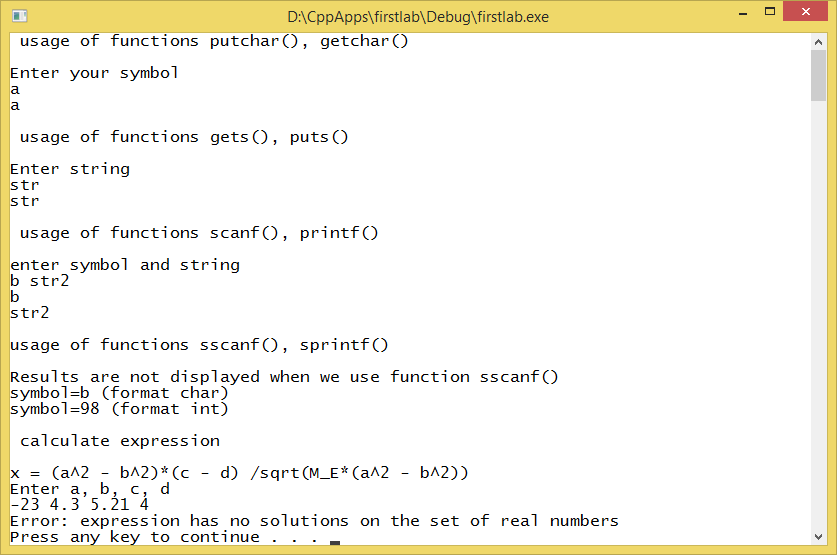 D:\CppApps\firstlab\Debug\firstlab.exe
usage of functions putchar(), getchar()
Enter your symbol
a
a
usage of functions gets(), puts()
Enter string
str
str
usage of functions scanf(), printf()
enter symbol and string
b str2
b
str2
usage of functions sscanf(), sprintf()
Results are not displayed when we use function sscanf()
symbol=b (format char)
symbol=98 (format int)
calculate expression
x = (a^2 - b^2)*(c - d) /sqrt(M_E*(a^2 - b^2))
Enter a, b, c, d
-23 4.3 5.21 4
Error: expression has no solutions on the set of real numbers
Press any key to continue . . .